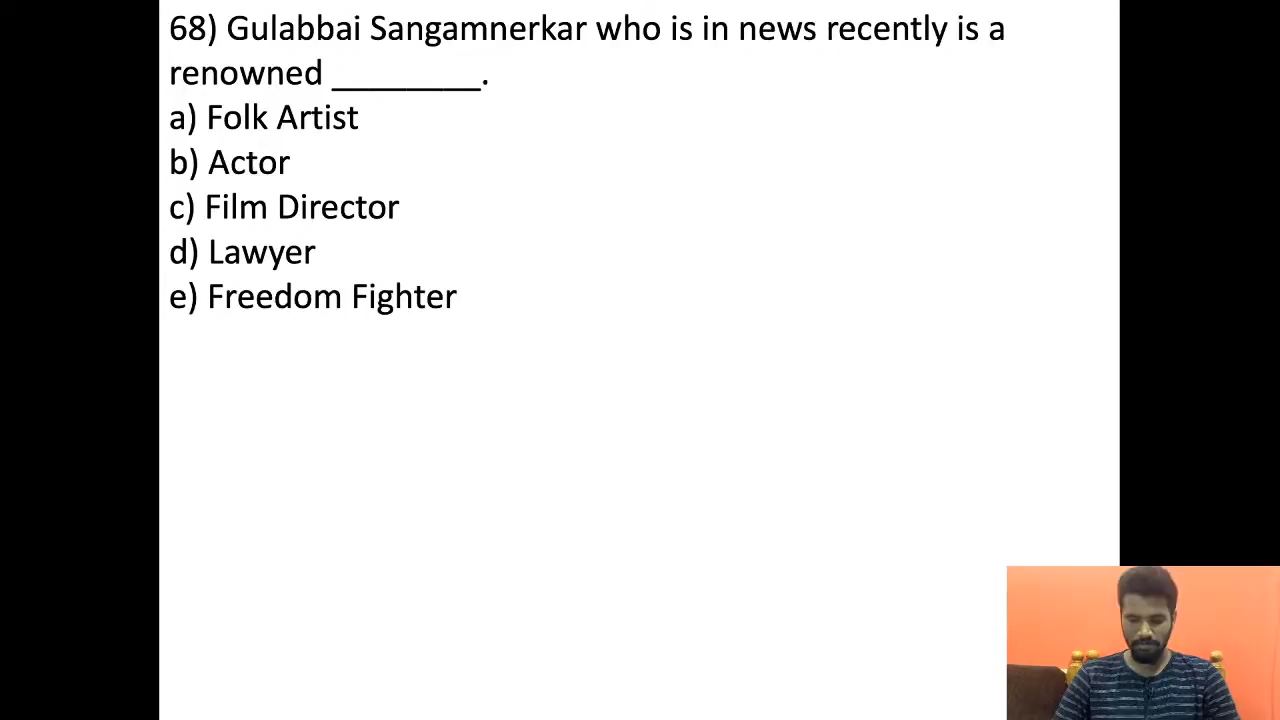 68) Gulabbai Sangamnerkar who is in news recently is a
renowned ________.
a) Folk Artist
b) Actor
c) Film Director
d) Lawyer
e) Freedom Fighter